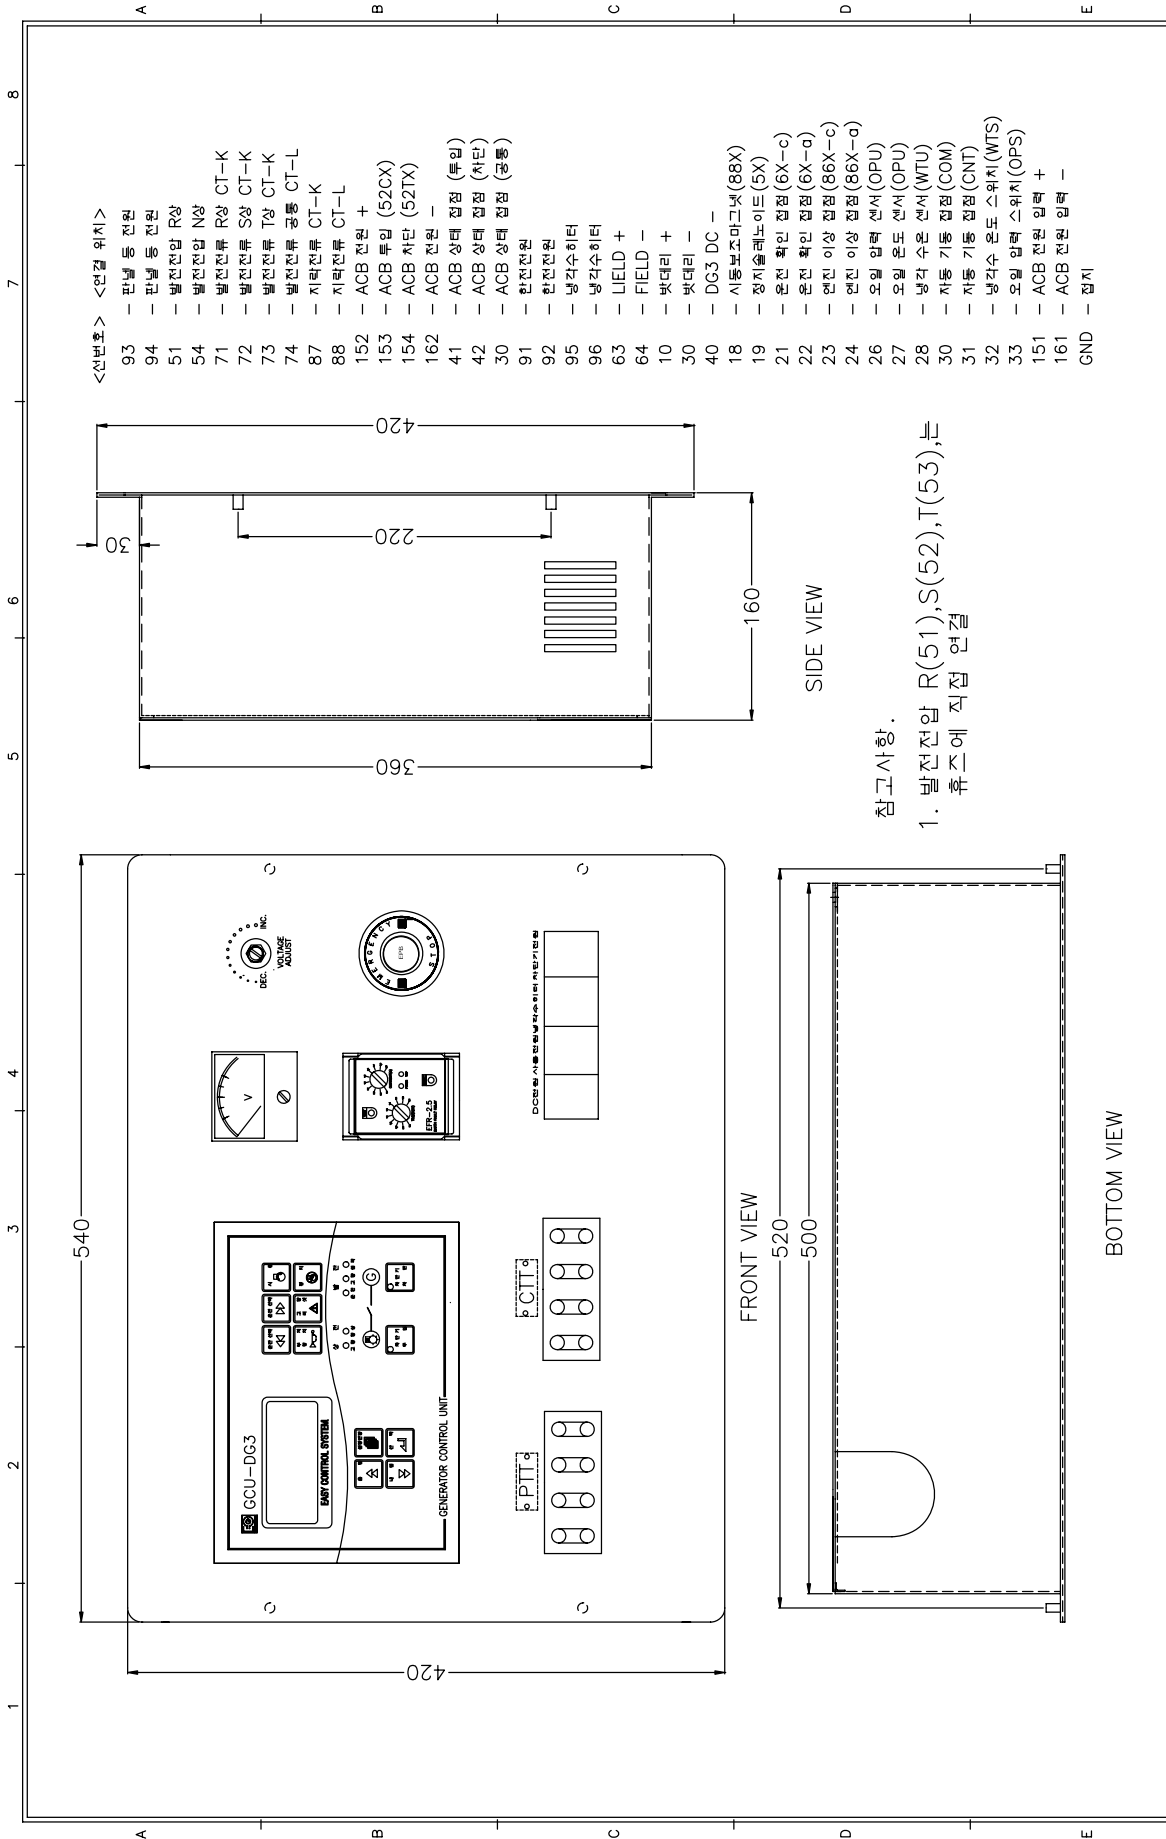 1
2
3
4
5
6
7
8
A
B
C
D
E
A
B
C
D
E
540
420
GCU-DG3
EASY CONTROL SYSTEM
GENERATOR CONTROL UNIT
G
V
DEC.
INC.
VOLTAGE
ADJUST
EFR-2.5
EMERGENCY
STOP
EPB
PTT
CTT
FRONT VIEW
420
30
220
360
160
SIDE VIEW
520
500
BOTTOM VIEW
참고사항.
1. 발전전압 R(51),S(52),T(53),는
휴즈에 직접 연결
<선번호> <연결 위치>
93 - 판넬 등 전원
94 - 판넬 등 전원
51 - 발전전압 R상
54 - 발전전압 N상
71 - 발전전류 R상 CT-K
72 - 발전전류 S상 CT-K
73 - 발전전류 T상 CT-K
74 - 발전전류 공통 CT-L
87 - 지락전류 CT-K
88 - 지락전류 CT-L
152 - ACB 전원 +
153 - ACB 투입 (52CX)
154 - ACB 차단 (52TX)
162 - ACB 전원 -
41 - ACB 상태 접점 (투입)
42 - ACB 상태 접점 (차단)
30 - ACB 상태 접점 (공통)
91 - 한전전원
92 - 한전전원
95 - 냉각수히터
96 - 냉각수히터
63 - LIELD +
64 - FIELD -
10 - 밧데리 +
30 - 밧데리 -
40 - DG3 DC -
18 - 시동보조마그넷(88X)
19 - 정지솔레노이드(5X)
21 - 운전 확인 접점(6X-c)
22 - 운전 확인 접점(6X-a)
23 - 엔진 이상 접점(86X-c)
24 - 엔진 이상 접점(86X-a)
26 - 오일 압력 센서(OPU)
27 - 오일 온도 센서(OPU)
28 - 냉각 수온 센서(WTU)
30 - 자동 기동 접점(COM)
31 - 자동 기동 접점(CNT)
32 - 냉각수 온도 스위치(WTS)
33 - 오일 압력 스위치(OPS)
151 - ACB 전원 입력 +
161 - ACB 전원 입력 -
GND - 접지